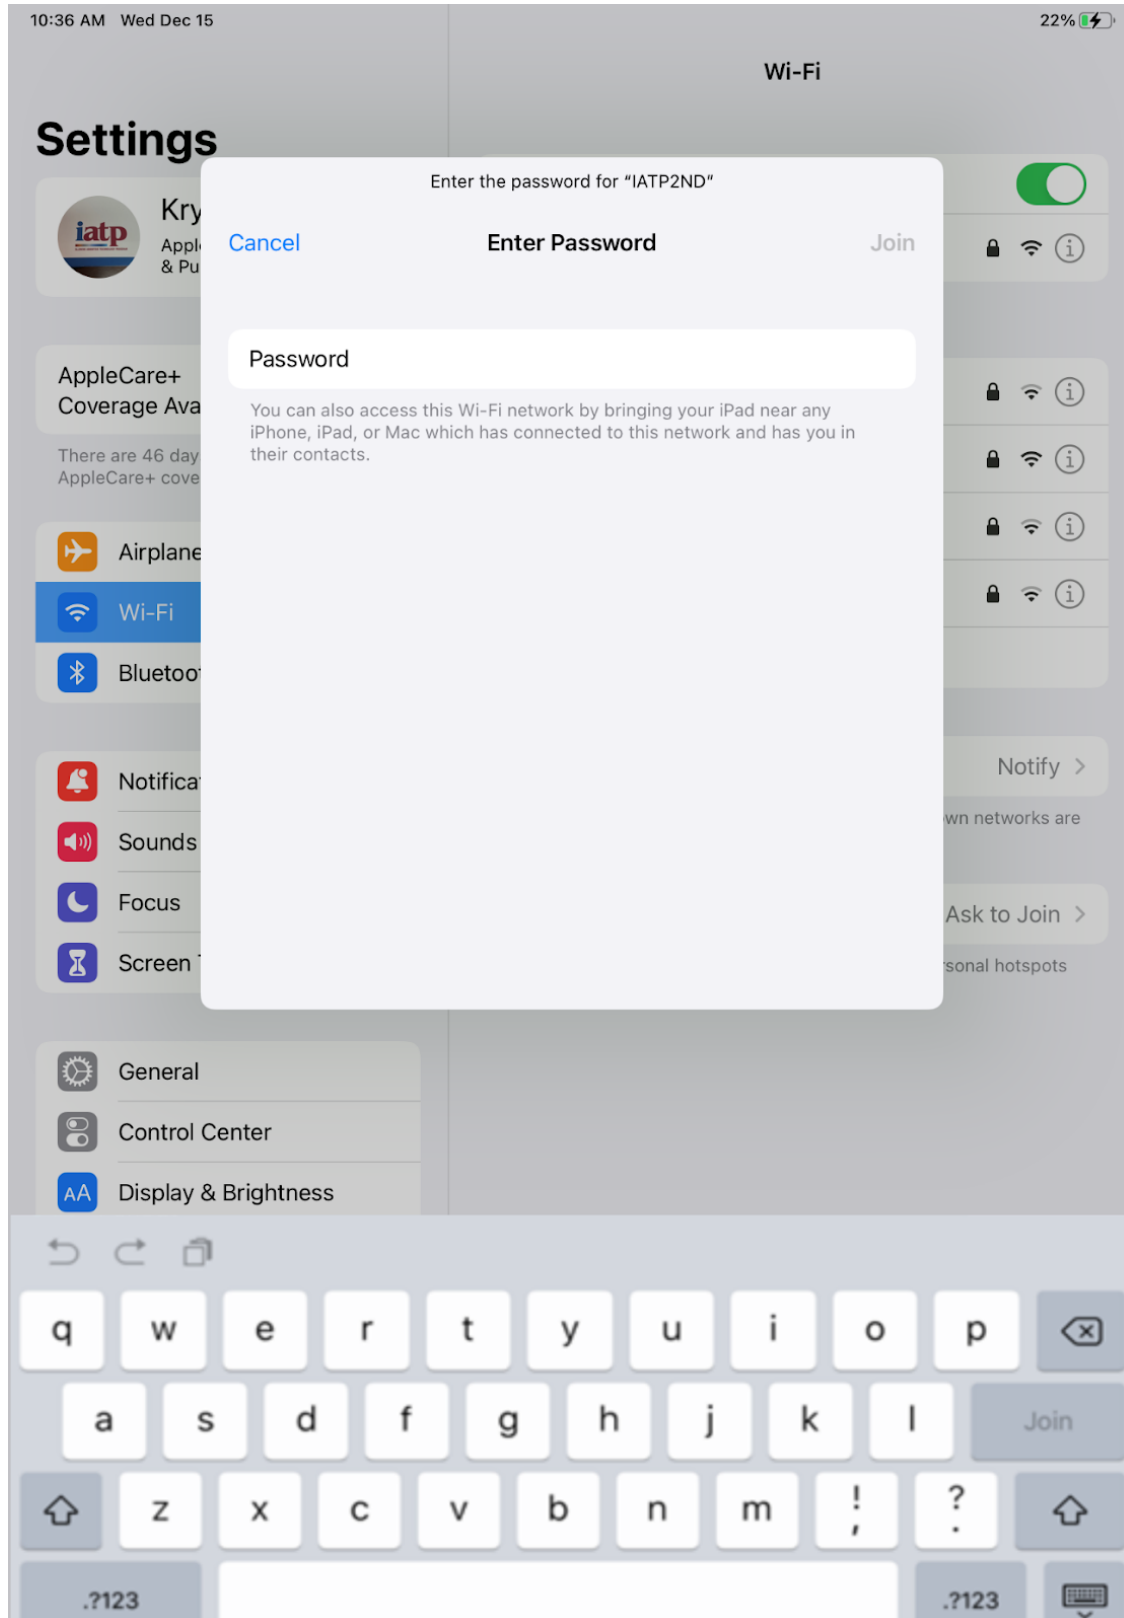 10:36 AM Wed Dec 15
22%
Wi-Fi
Settings
iatp
Kry
Appl
& Pu
AppleCare+
Coverage Ava
There are 46 day
AppleCare+ cove
Airplane
Wi-Fi
Bluetoo
Notifica
Sounds
Focus
Screen
General
Control Center
AA Display & Brightness
Enter the password for “IATP2ND”
Cancel Enter Password Join
Password
You can also access this Wi-Fi network by bringing your iPad near any
iPhone, iPad, or Mac which has connected to this network and has you in
their contacts.
Notify
wn networks are
Ask to Join
rsonal hotspots
q w e r t y u i o p
a s d f g h j k l Join
z x c v b n m ! , ? .
.?123 .?123